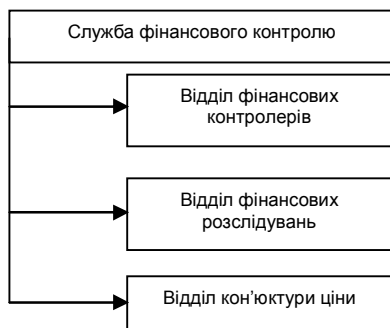 Служба фінансового контролю
Відділ фінансових
контролерів
Відділ фінансових
розслідувань
Відділ кон’юктури ціни